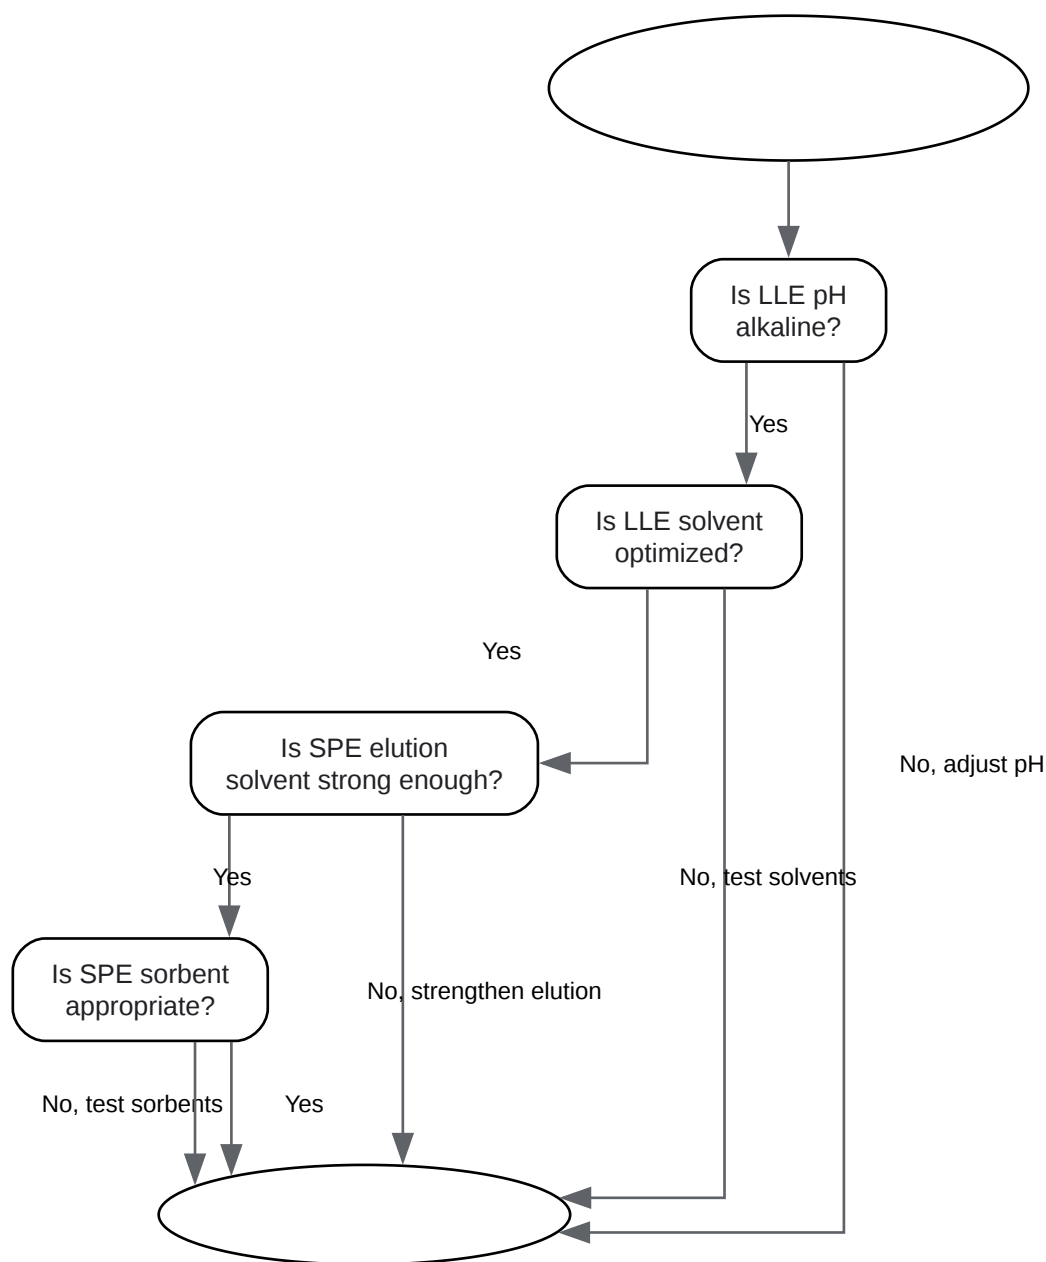 Is LLE pH
alkaline?
Yes
Is LLE solvent
optimized?
Yes
Is SPE elution
solvent strong enough?
No, adjust pH
Yes
No, test solvents
Is SPE sorbent
appropriate?
No, strengthen elution
No, test sorbents
Yes